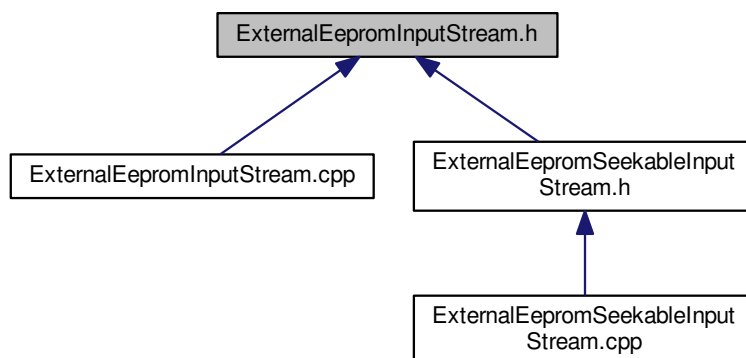 ExternalEepromInputStream.h
ExternalEepromInputStream.cpp
ExternalEepromSeekableInput
Stream.h
ExternalEepromSeekableInput
Stream.cpp